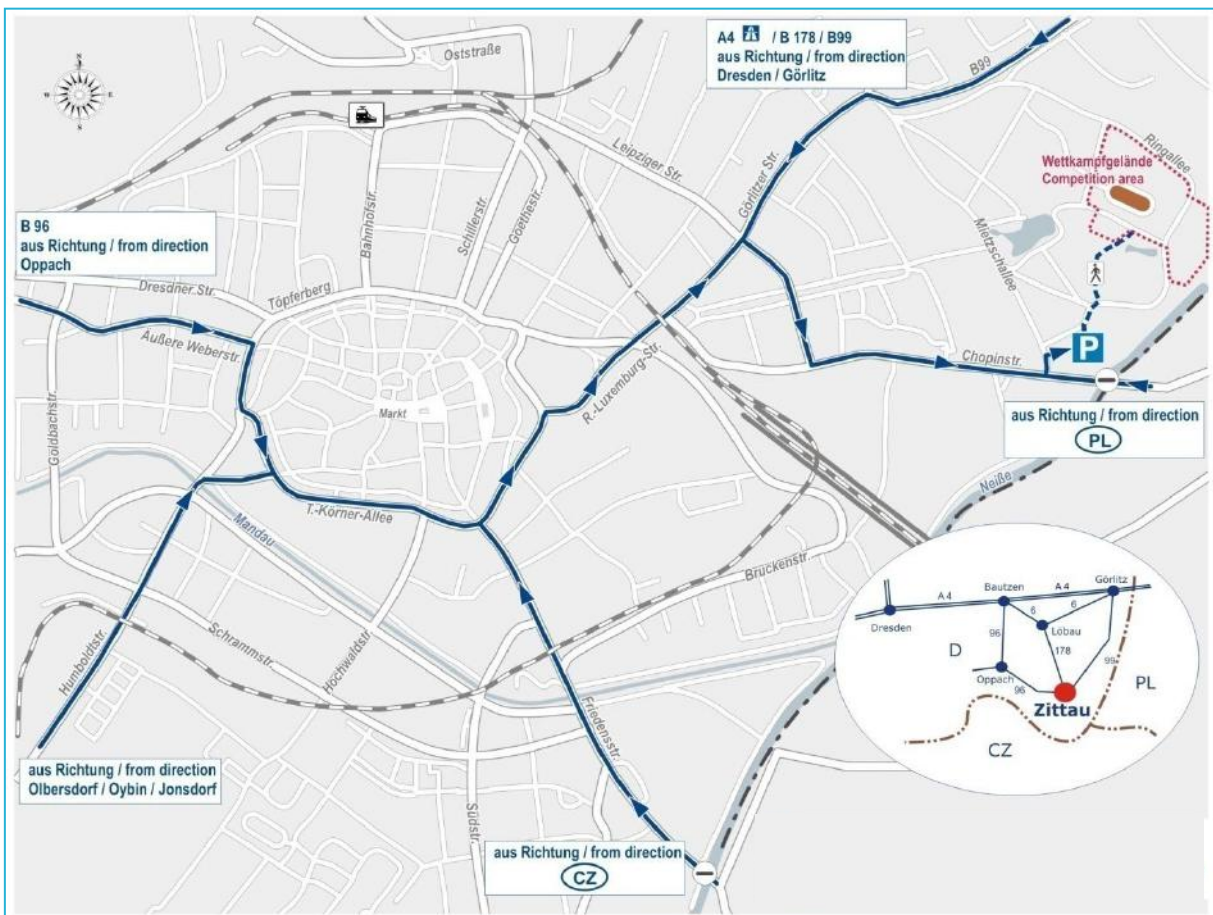 Oststraße
A4 / B 178 / B99
aus Richtung / from direction
Dresden / Görlitz
B99
N
W E
S
Leipziger Str.
Görlitzer Str.
Ringallee
Wettkampfgelände
Competition area
Mietzschallee
Bahnhofstr.
Schillerstr.
Goethestr.
B 96
aus Richtung / from direction
Oppach
Dresdner Str.
Töpferberg
Äußere Weberstr.
Goldbachstr.
Markt
R.-Luxemburg-Str.
P
Chopinstr.
aus Richtung / from direction
PL
Neiße
T.-Körner-Allee
Mandau
Brückenstr.
Humboldtstr.
Schrammstr.
Hochwaldstr.
Friedensstr.
Südstr.
aus Richtung / from direction
Olbersdorf / Oybin / Jonsdorf
aus Richtung / from direction
CZ
Bautzen
Görlitz
A 4
A 4
Dresden
6
6
Löbau
96
178
99
D
Oppach
96
Zittau
PL
CZ